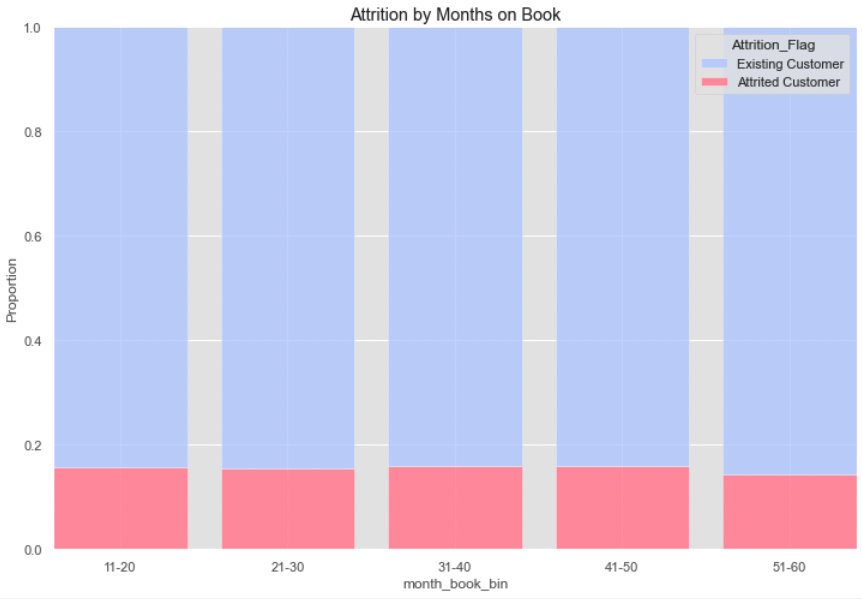 Attrition by Months on Book
Attrition_Flag
Existing Customer
Attrited Customer
1.0
0.8
0.6
0.4
0.2
0.0
Proportion
11-20
21-30
31-40
41-50
51-60
month_book_bin